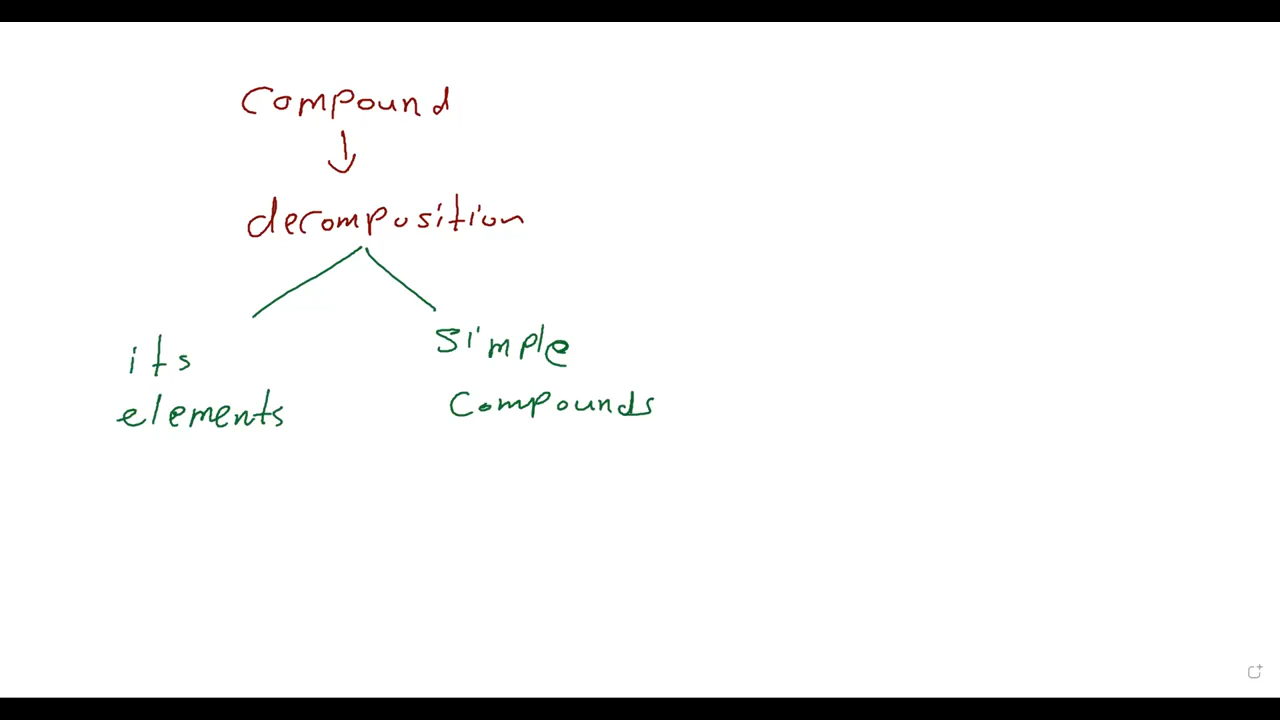 Compound
decomposition
its
elements
Simple
Compounds